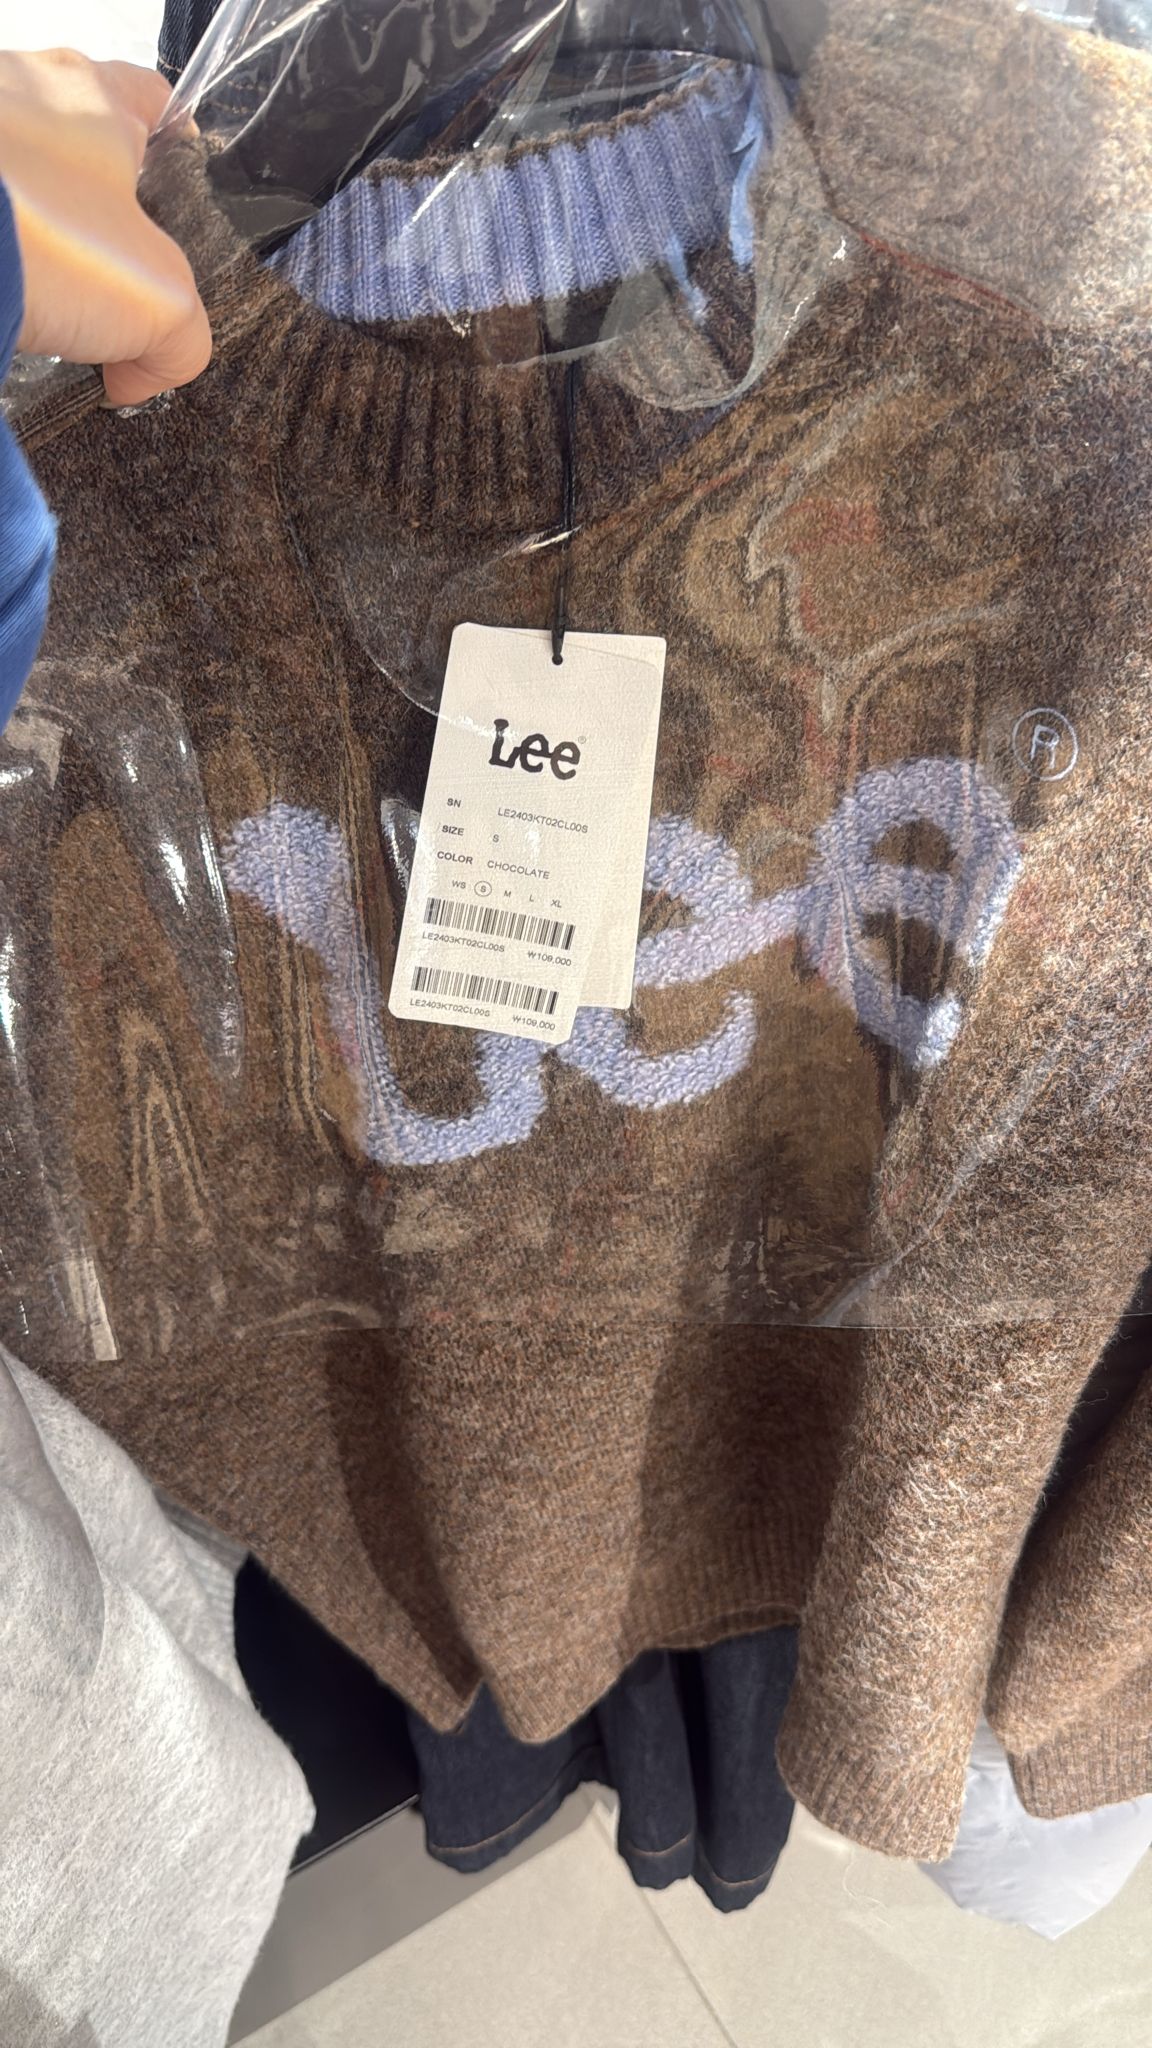 Lee®
SN LE2403KT02CL00S
SIZE S
COLOR CHOCOLATE
WS S M L XL
LE2403KT02CL00S ₩109,000
LE2403KT02CL00S ₩109,000
Lee ®